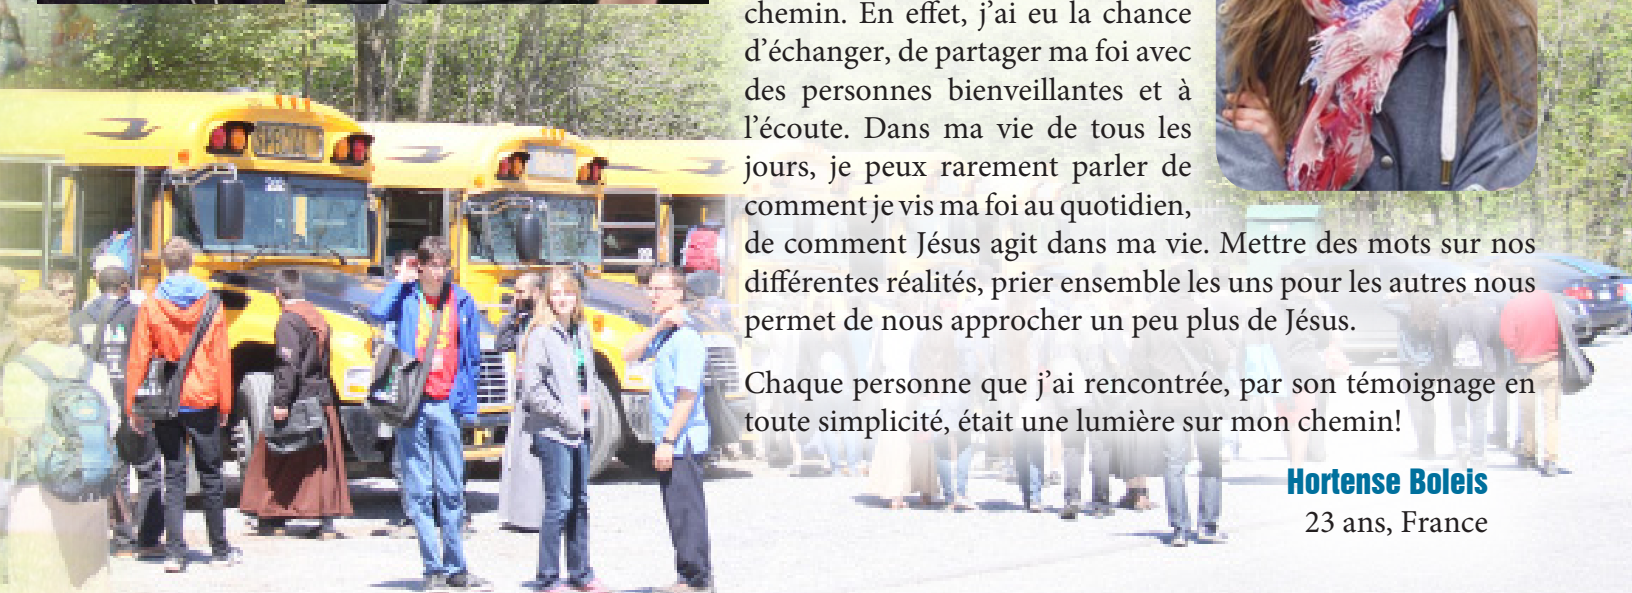 chemin. En effet, j'ai eu la chance
d'échanger, de partager ma foi avec
des personnes bienveillantes et à
l'écoute. Dans ma vie de tous les
jours, je peux rarement parler de
comment je vis ma foi au quotidien,
de comment Jésus agit dans ma vie. Mettre des mots sur nos
différentes réalités, prier ensemble les uns pour les autres nous
permet de nous approcher un peu plus de Jésus.
Chaque personne que j'ai rencontrée, par son témoignage en
toute simplicité, était une lumière sur mon chemin!
Hortense Boleis
23 ans, France
SPECIAL